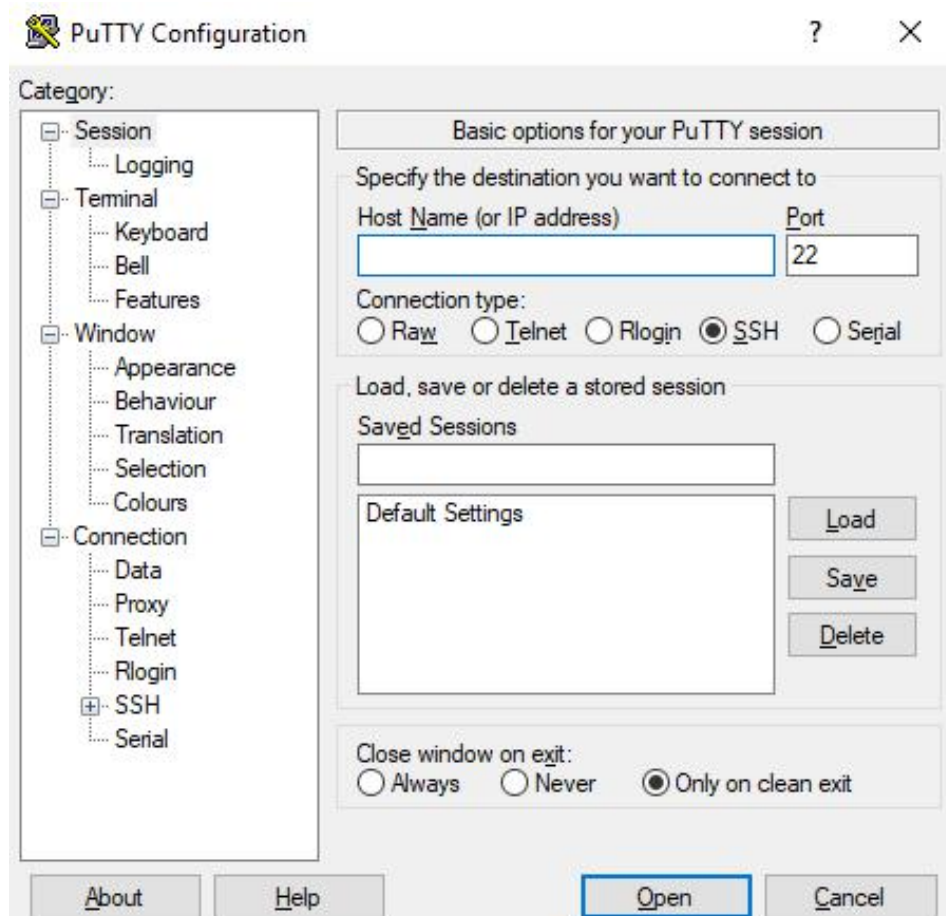 PuTTY Configuration
?
Category:
Session
Logging
Terminal
Keyboard
Bell
Features
Window
Appearance
Behaviour
Translation
Selection
Colours
Connection
Data
Proxy
Telnet
Rlogin
SSH
Serial
Basic options for your PuTTY session
Specify the destination you want to connect to
Host Name (or IP address) Port
22
Connection type:
Raw Telnet Rlogin SSH Serial
Load, save or delete a stored session
Saved Sessions
Default Settings
Load
Save
Delete
Close window on exit:
Always Never Only on clean exit
About Help Open Cancel